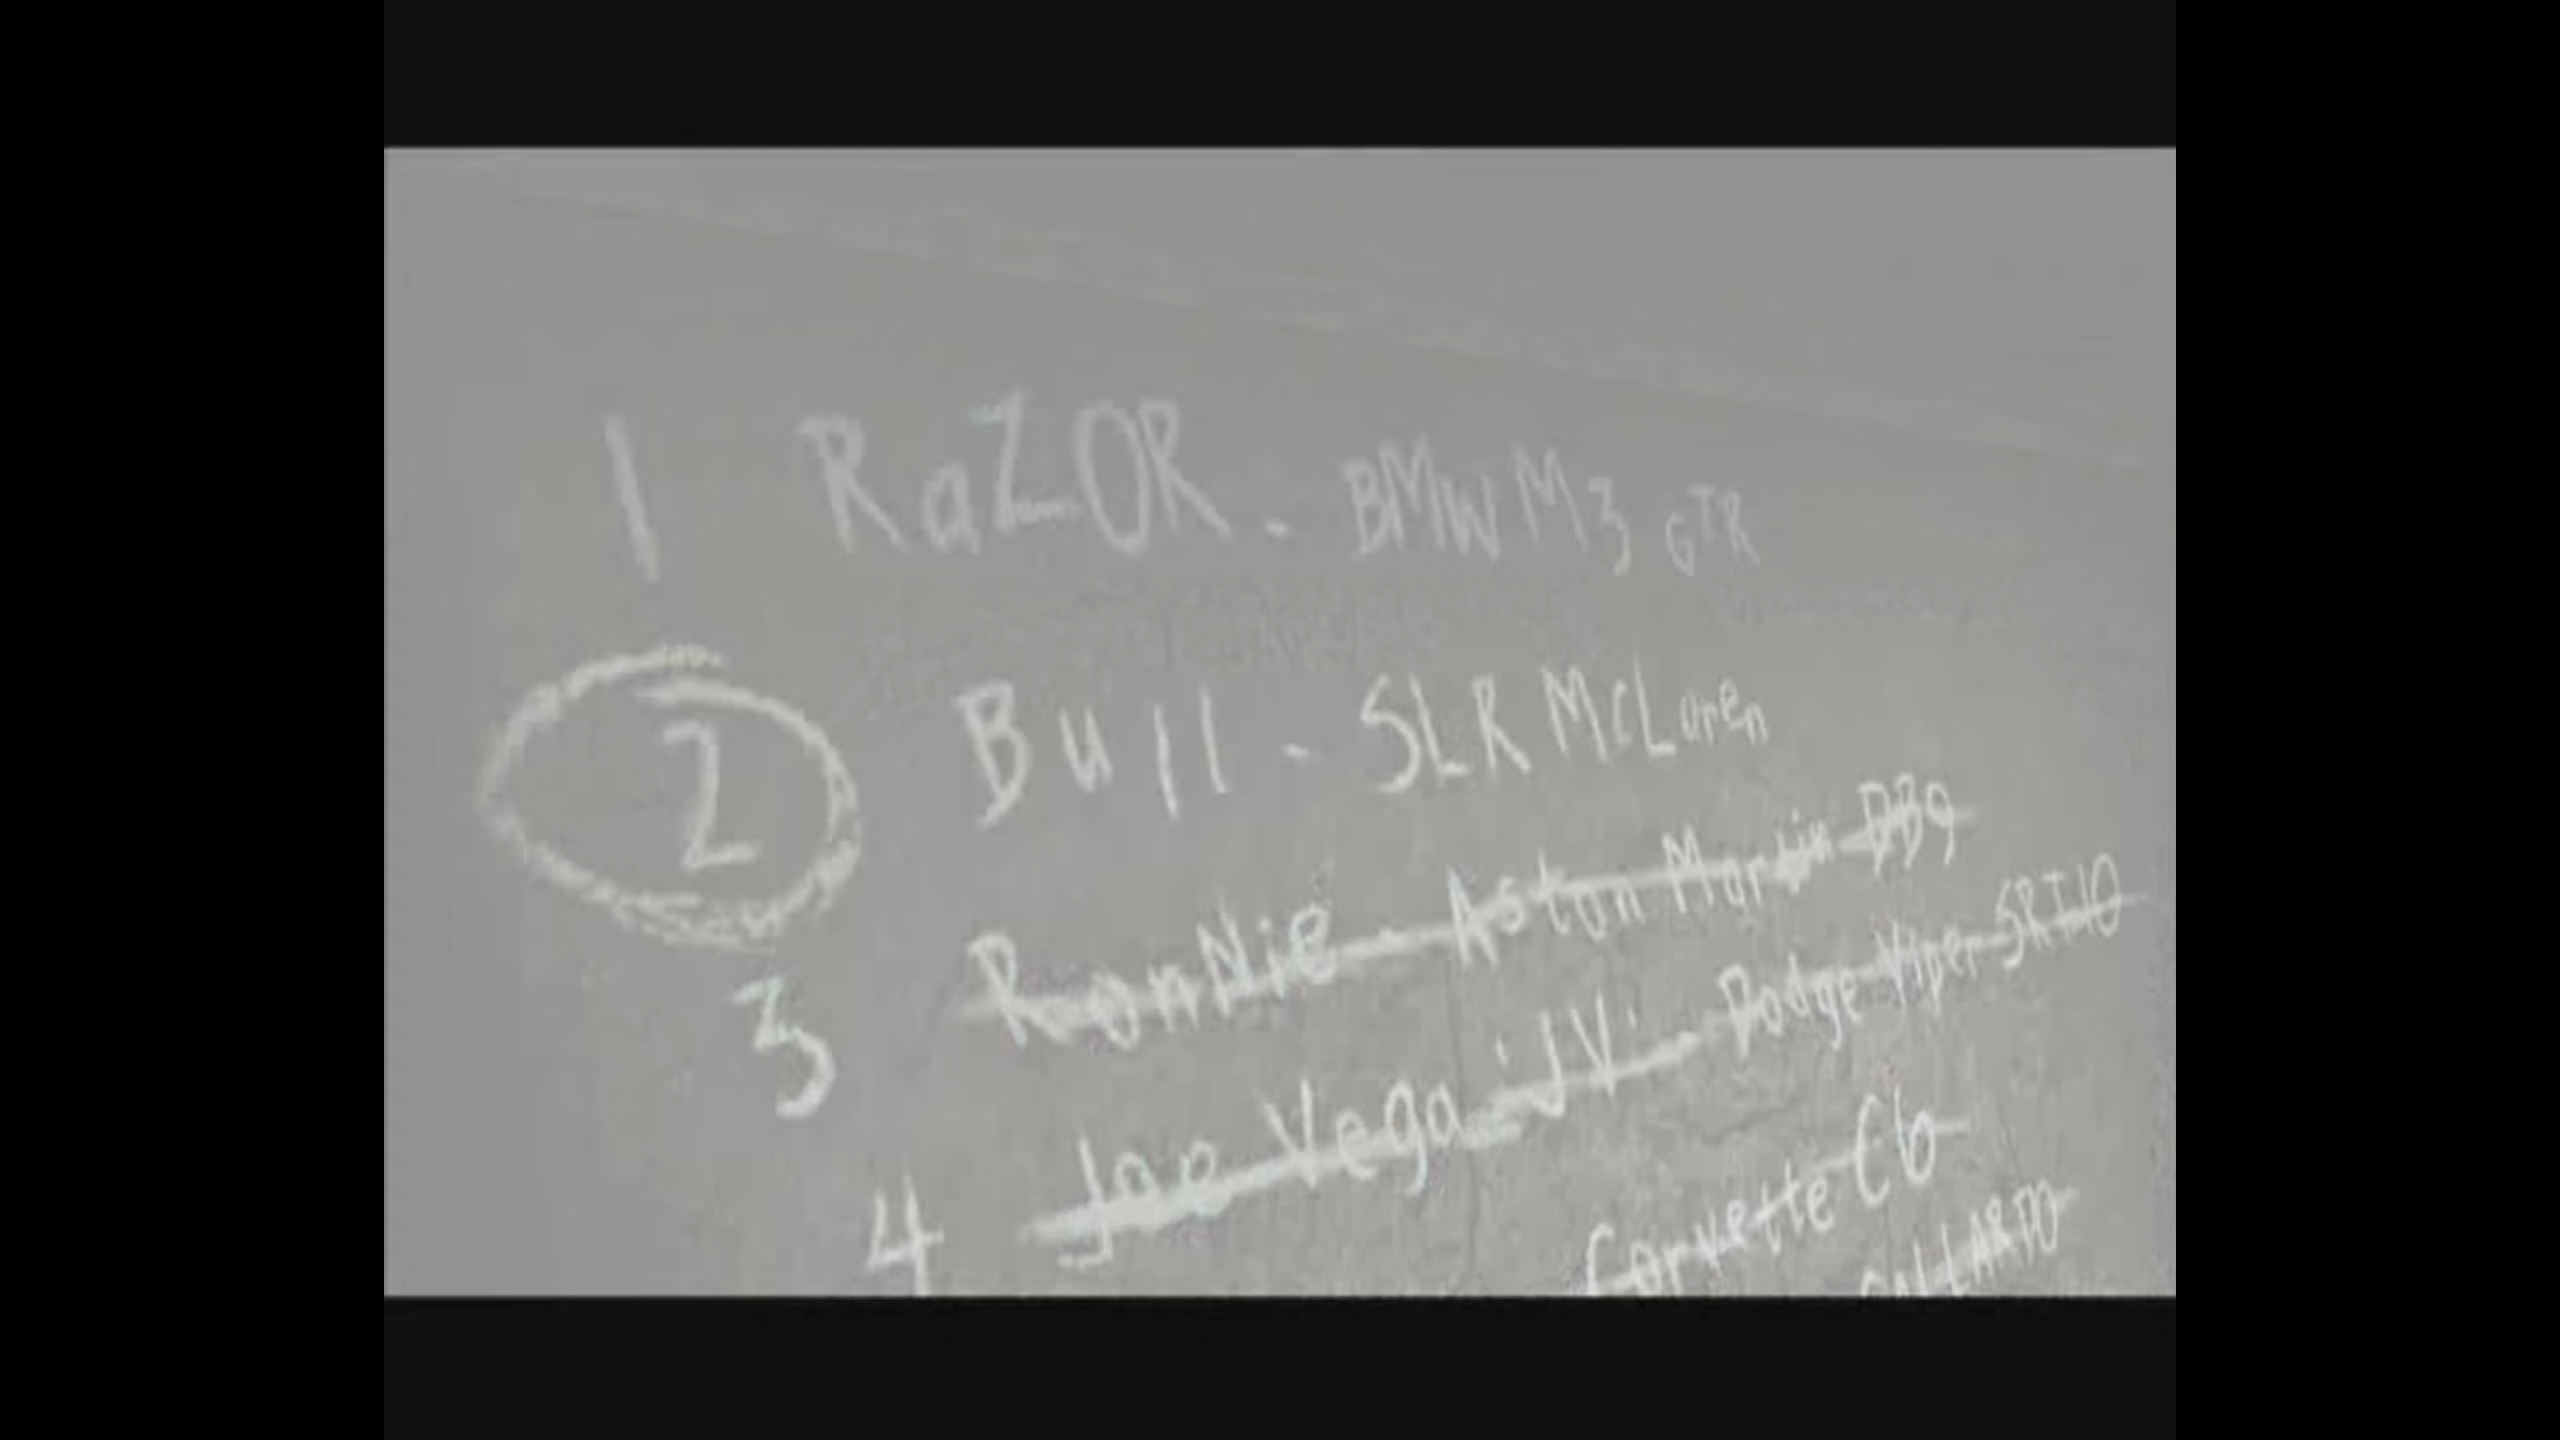 1 RaZOR - BMW M3 GTR
2 Bull - SLR McLaren
3 RonNie - Aston Martin DB9
4 Joe Vega 'JV' - Dodge Viper SRT10
Corvette C6
GALLARDO